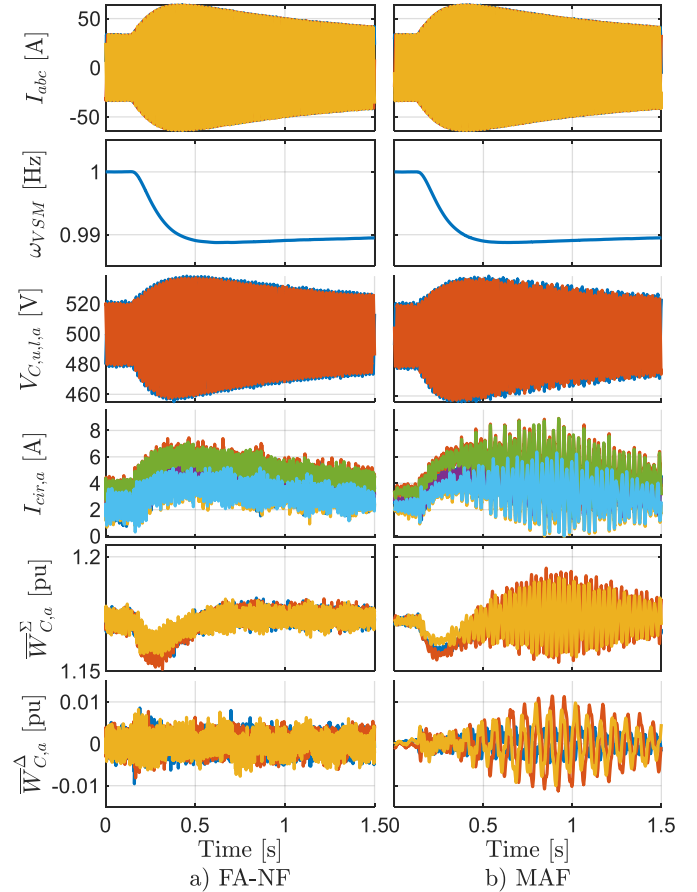 I_{abc} [A]
50
0
-50
ω_{VSM} [Hz]
1
0.99
V_{C,u,l,a} [V]
520
500
480
460
I_{cir,a} [A]
8
6
4
2
0
\overline{W}^{Σ}_{C,a} [pu]
1.2
1.15
\overline{W}^{Δ}_{C,a} [pu]
0.01
0
-0.01
0 0.5 1 1.5 0 0.5 1 1.5
Time [s] Time [s]
a) FA-NF b) MAF